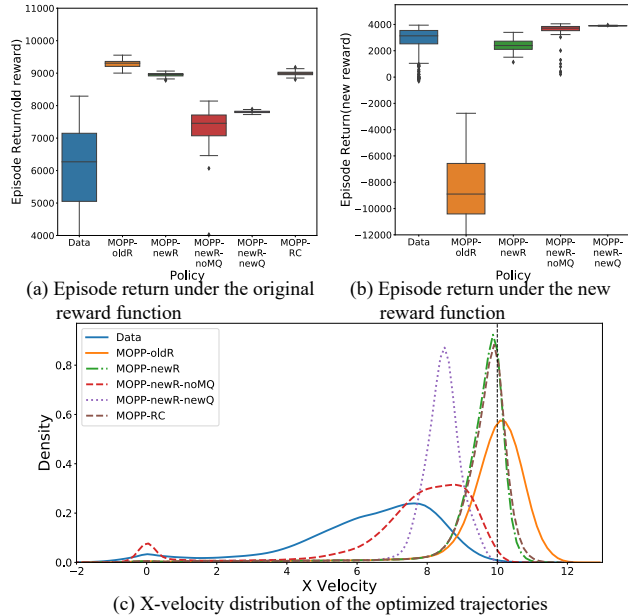 11000
10000
9000
8000
7000
6000
5000
4000
Episode Return(old reward)
Data
MOPP-
oldR
MOPP-
newR
MOPP-
newR-
noMQ
MOPP-
newR-
newQ
MOPP-
RC
Policy
(a) Episode return under the original
reward function
4000
2000
0
−2000
−4000
−6000
−8000
−10000
−12000
Episode Return(new reward)
Data
MOPP-
oldR
MOPP-
newR
MOPP-
newR-
noMQ
MOPP-
newR-
newQ
Policy
(b) Episode return under the new
reward function
Data
MOPP-oldR
MOPP-newR
MOPP-newR-noMQ
MOPP-newR-newQ
MOPP-RC
0.8
0.6
0.4
0.2
0.0
Density
−2 0 2 4 6 8 10 12
X Velocity
(c) X-velocity distribution of the optimized trajectories